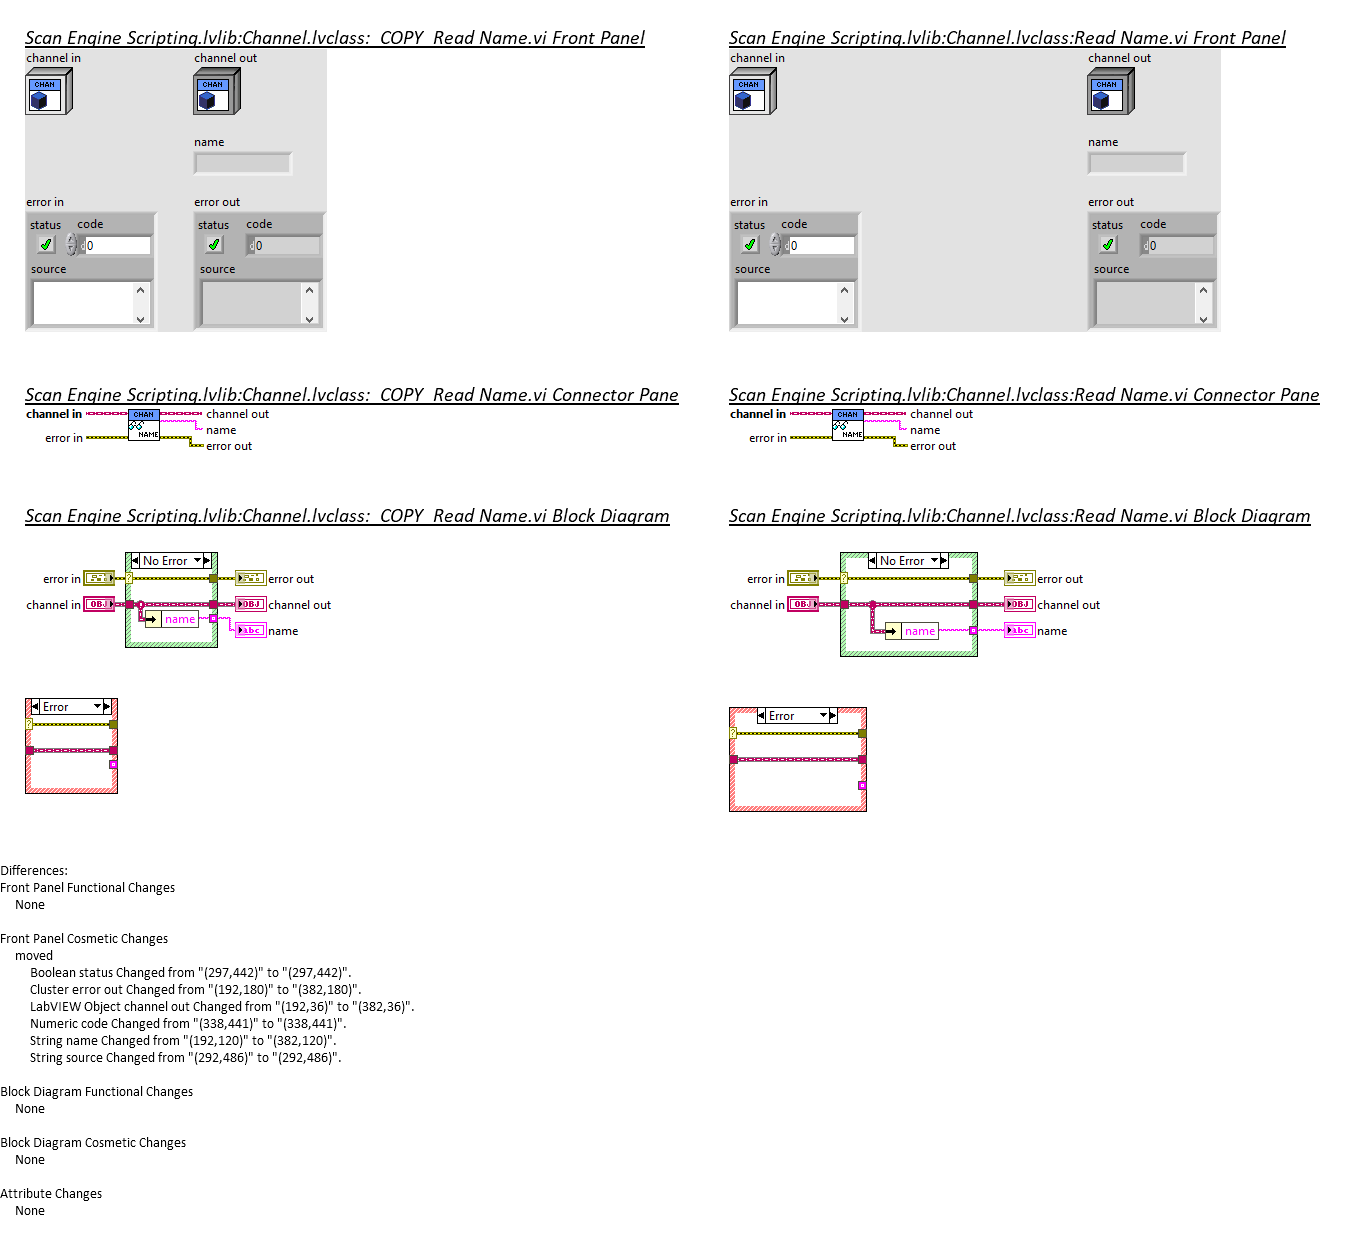 Scan Engine Scripting.lvlib:Channel.lvclass:_COPY_Read Name.vi Front Panel
channel in
channel out
CHAN
CHAN
name
error in
error out
status
code
status
code
d
0
d
0
source
source
Scan Engine Scripting.lvlib:Channel.lvclass:Read Name.vi Front Panel
channel in
channel out
CHAN
CHAN
name
error in
error out
status
code
status
code
d
0
d
0
source
source
Scan Engine Scripting.lvlib:Channel.lvclass:_COPY_Read Name.vi Connector Pane
channel in
CHAN
channel out
name
error in
NAME
error out
Scan Engine Scripting.lvlib:Channel.lvclass:Read Name.vi Connector Pane
channel in
CHAN
channel out
name
error in
NAME
error out
Scan Engine Scripting.lvlib:Channel.lvclass:_COPY_Read Name.vi Block Diagram
No Error
error in
?
error out
channel in
OBJ
OBJ
channel out
name
abc
name
Error
?
Scan Engine Scripting.lvlib:Channel.lvclass:Read Name.vi Block Diagram
No Error
error in
?
error out
channel in
OBJ
OBJ
channel out
name
abc
name
Error
?
Differences:
Front Panel Functional Changes
None
Front Panel Cosmetic Changes
moved
Boolean status Changed from "(297,442)" to "(297,442)".
Cluster error out Changed from "(192,180)" to "(382,180)".
LabVIEW Object channel out Changed from "(192,36)" to "(382,36)".
Numeric code Changed from "(338,441)" to "(338,441)".
String name Changed from "(192,120)" to "(382,120)".
String source Changed from "(292,486)" to "(292,486)".
Block Diagram Functional Changes
None
Block Diagram Cosmetic Changes
None
Attribute Changes
None